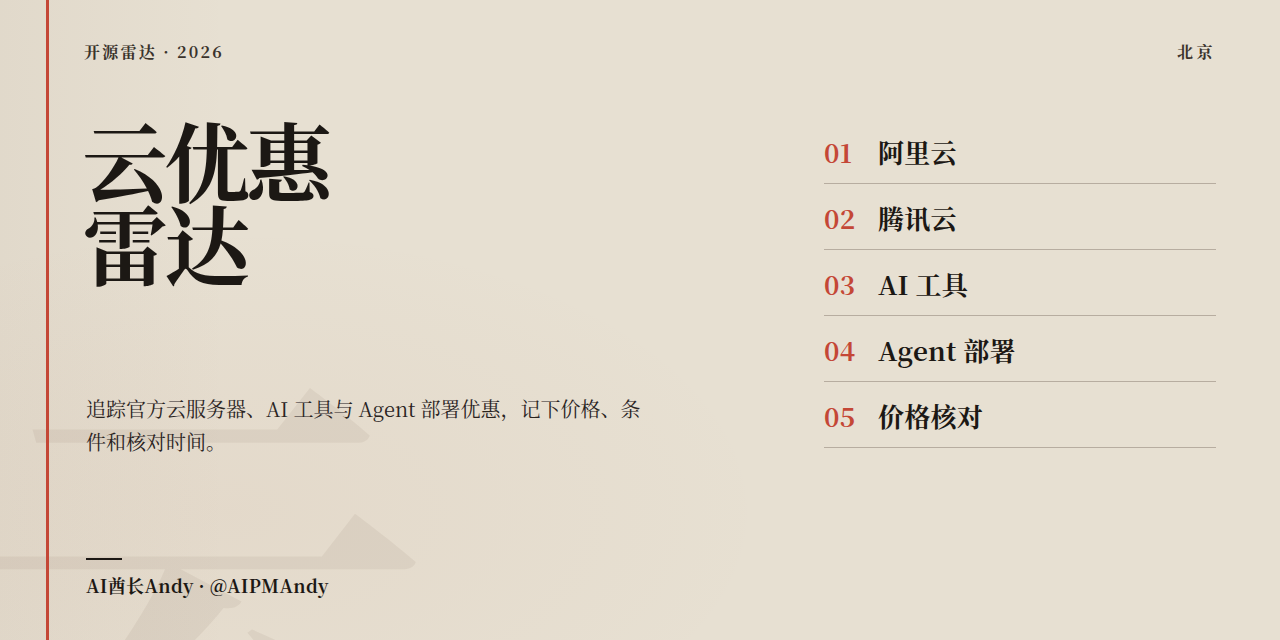 开源雷达 · 2026
北京
云优惠
雷达
01 阿里云
02 腾讯云
03 AI 工具
04 Agent 部署
05 价格核对
追踪官方云服务器、AI 工具与 Agent 部署优惠，记下价格、条
件和核对时间。
AI酋长Andy · @AIPMAndy